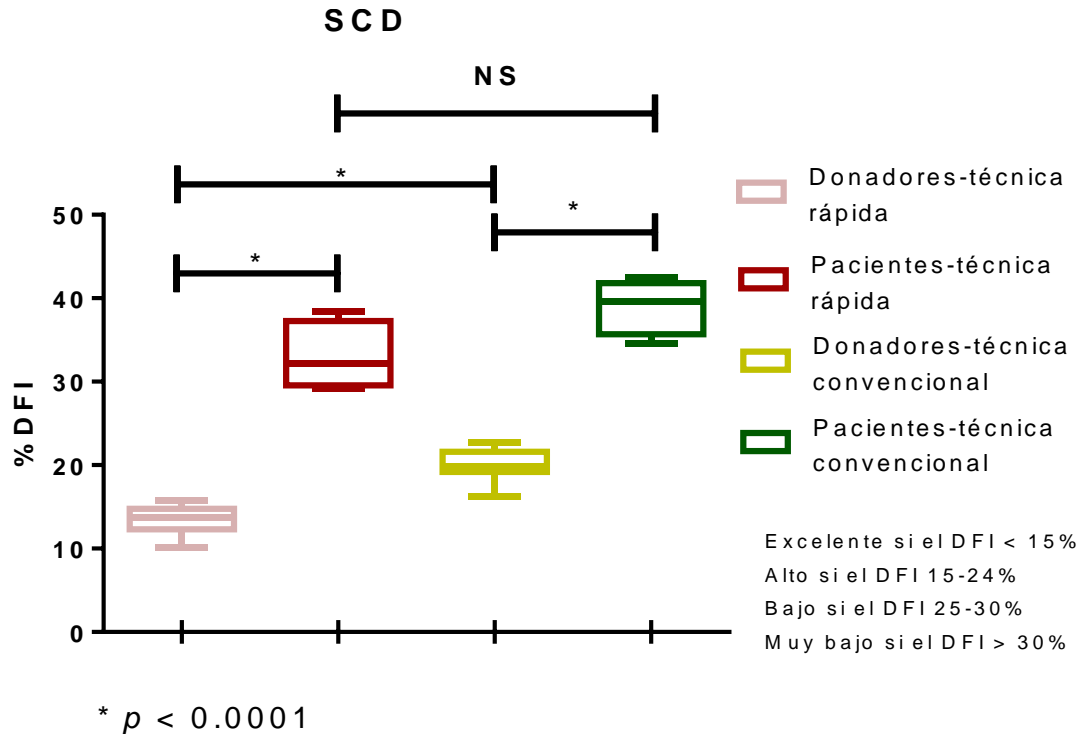 SCD
NS
*
*
*
50
40
30
20
10
0
%DFI
Donadores-técnica
rápida
Pacientes-técnica
rápida
Donadores-técnica
convencional
Pacientes-técnica
convencional
Excelente si el DFI < 15%
Alto si el DFI 15-24%
Bajo si el DFI 25-30%
Muy bajo si el DFI > 30%
* p < 0.0001